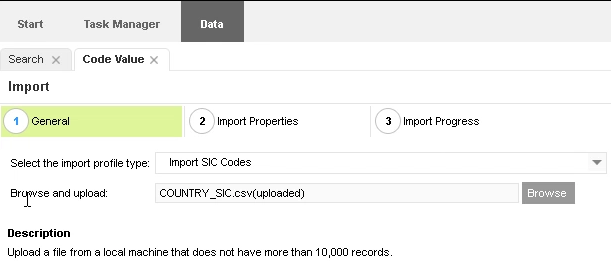 Start Task Manager Data
Search Code Value
Import
1 General 2 Import Properties 3 Import Progress
Select the import profile type: Import SIC Codes
Browse and upload: COUNTRY_SIC.csv(uploaded) Browse
Description
Upload a file from a local machine that does not have more than 10,000 records.